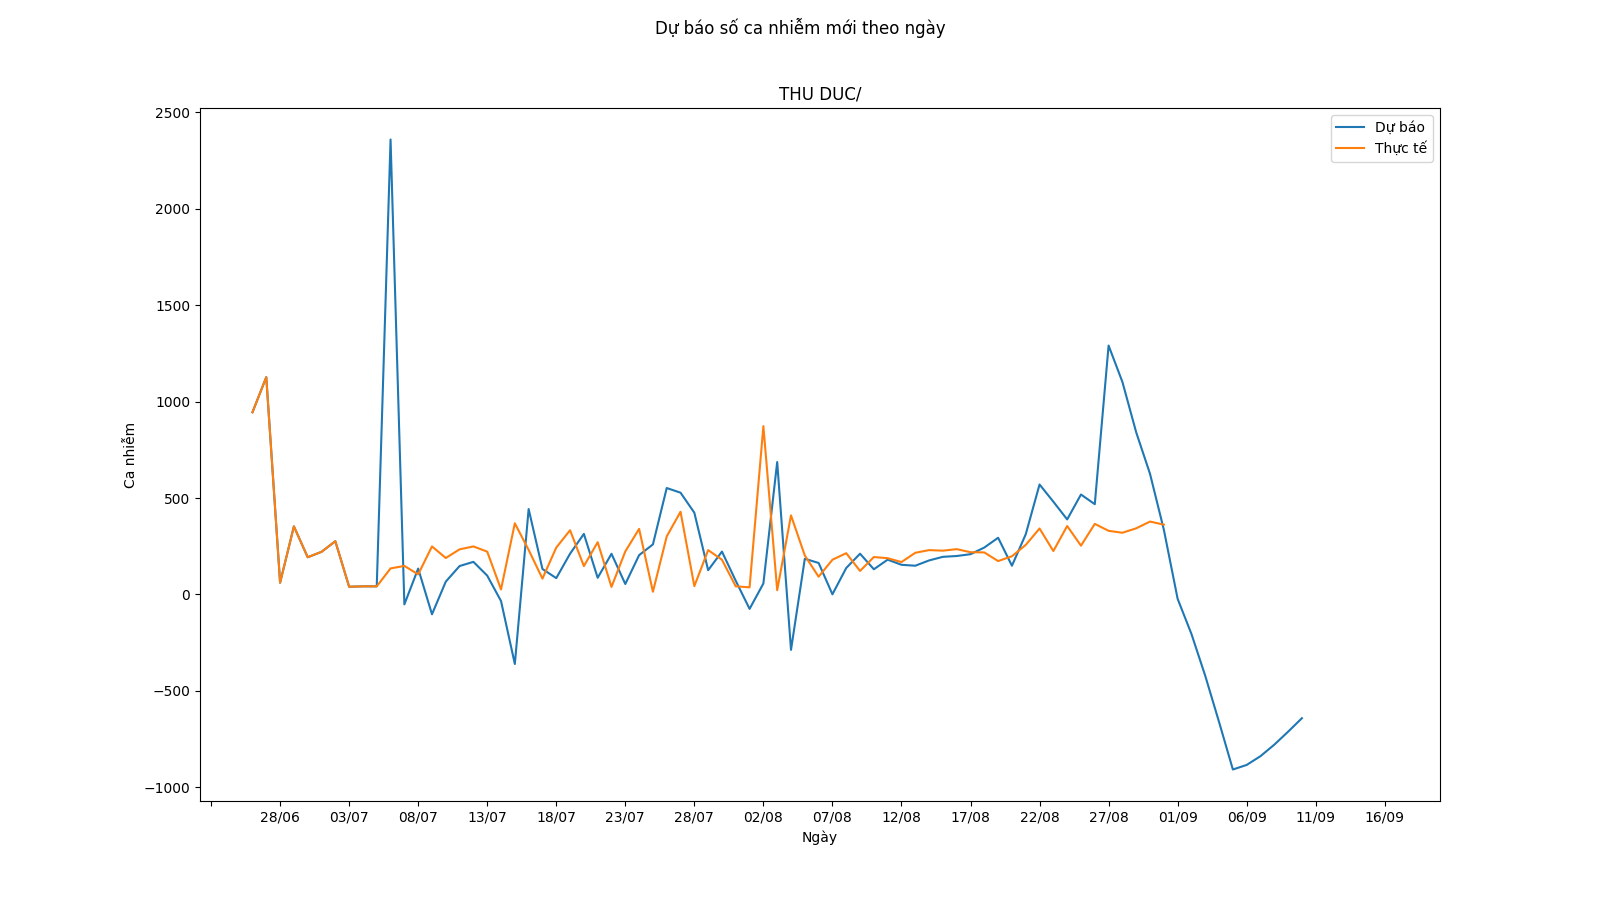 Dự báo số ca nhiễm mới theo ngày
THU DUC/
2500
2000
1500
1000
500
0
−500
−1000
Ca nhiễm
Dự báo
Thực tế
28/06 03/07 08/07 13/07 18/07 23/07 28/07 02/08 07/08 12/08 17/08 22/08 27/08 01/09 06/09 11/09 16/09
Ngày